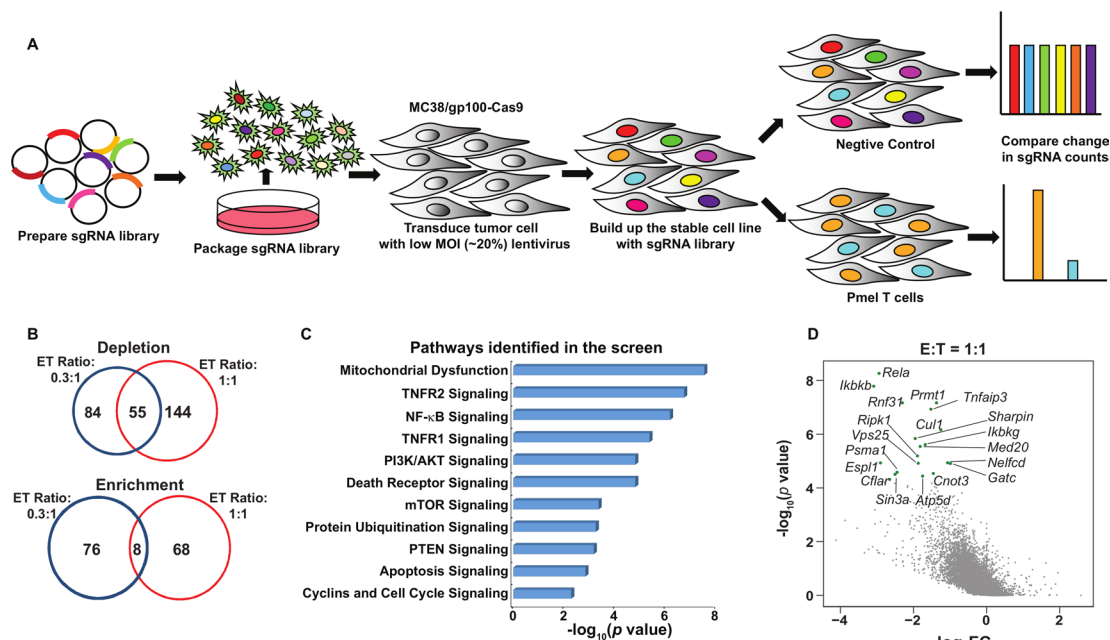 A
MC38/gp100-Cas9
Prepare sgRNA library
Package sgRNA library
Transduce tumor cell
with low MOI (~20%) lentivirus
Build up the stable cell line
with sgRNA library
Negtive Control
Pmel T cells
Compare change
in sgRNA counts
B
Depletion
ET Ratio:
0.3:1
ET Ratio:
1:1
84
55
144
Enrichment
ET Ratio:
0.3:1
ET Ratio:
1:1
76
8
68
C
Pathways identified in the screen
Mitochondrial Dysfunction
TNFR2 Signaling
NF-κB Signaling
TNFR1 Signaling
PI3K/AKT Signaling
Death Receptor Signaling
mTOR Signaling
Protein Ubiquitination Signaling
PTEN Signaling
Apoptosis Signaling
Cyclins and Cell Cycle Signaling
0 2 4 6 8
-log10(p value)
D
E:T = 1:1
-log10(p value)
8
6
4
2
0
Rela
Ikbkb
Rnf31
Prmt1
Tnfaip3
Ripk1
Cul1
Sharpin
Vps25
Ikbkg
Psma1
Med20
Espl1
Nelfcd
Cflar
Cnot3
Gatc
Sin3a
Atp5d
−4 −2 0 2